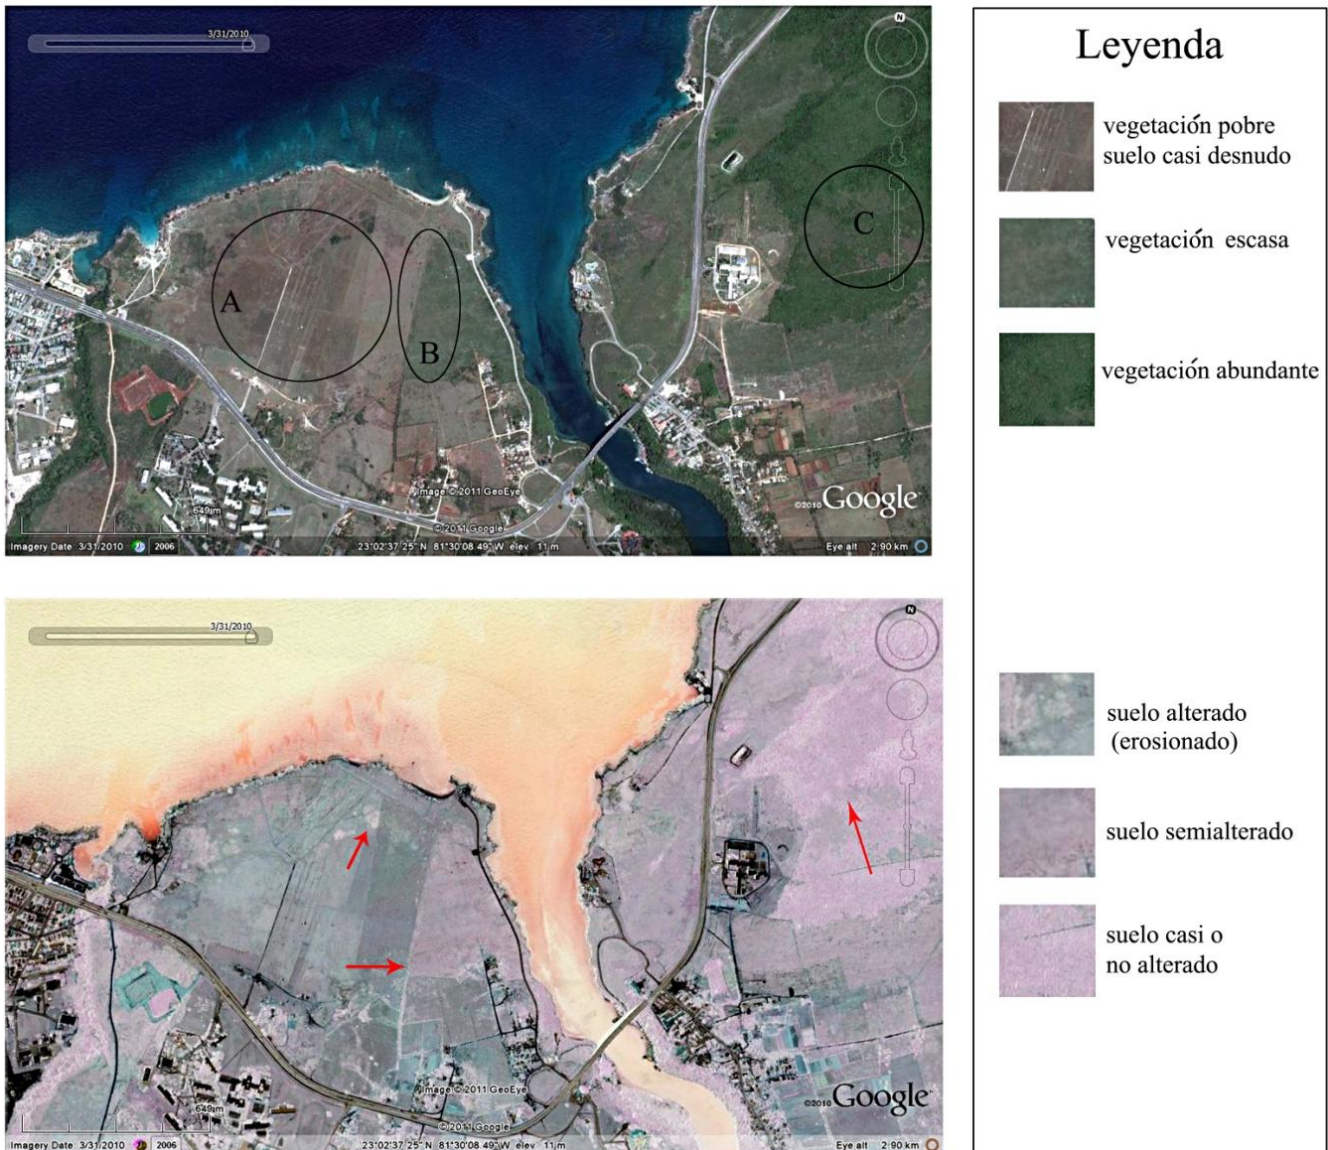 3/31/2010
N
A
B
C
649 m
Image © 2011 GeoEye
© 2011 Google
©2010 Google
Imagery Date: 3/31/2010
2006
23°02'37.25" N 81°30'08.49" W elev 11 m
Eye alt 2.90 km
Leyenda
vegetación pobre
suelo casi desnudo
vegetación escasa
vegetación abundante
3/31/2010
N
649 m
Image © 2011 GeoEye
© 2011 Google
©2010 Google
Imagery Date: 3/31/2010
2006
23°02'37.25" N 81°30'08.49" W elev 11 m
Eye alt 2.90 km
suelo alterado
(erosionado)
suelo semialterado
suelo casi o
no alterado